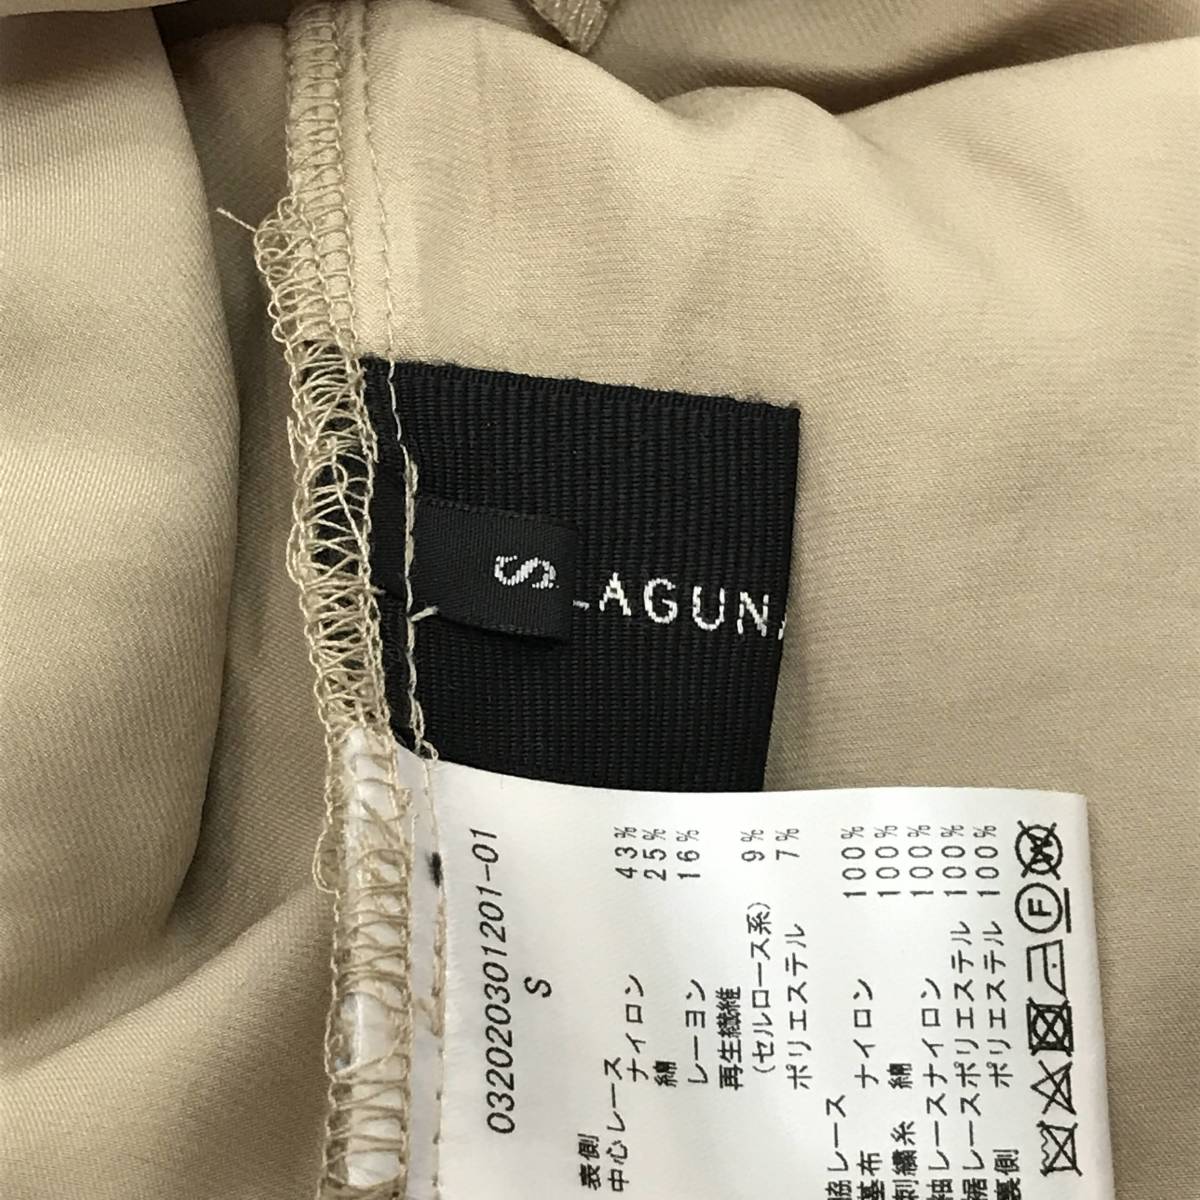 S
LAGUNA
032020301201-01
S
表側
中心レース
ナイロン 43%
綿 25%
レーヨン 16%
再生繊維
(セルロース系) 9%
ポリエステル 7%
脇レース
基布 ナイロン 100%
刺繍糸 綿 100%
袖レースナイロン 100%
裾レースポリエステル 100%
裏側 ポリエステル 100%
F